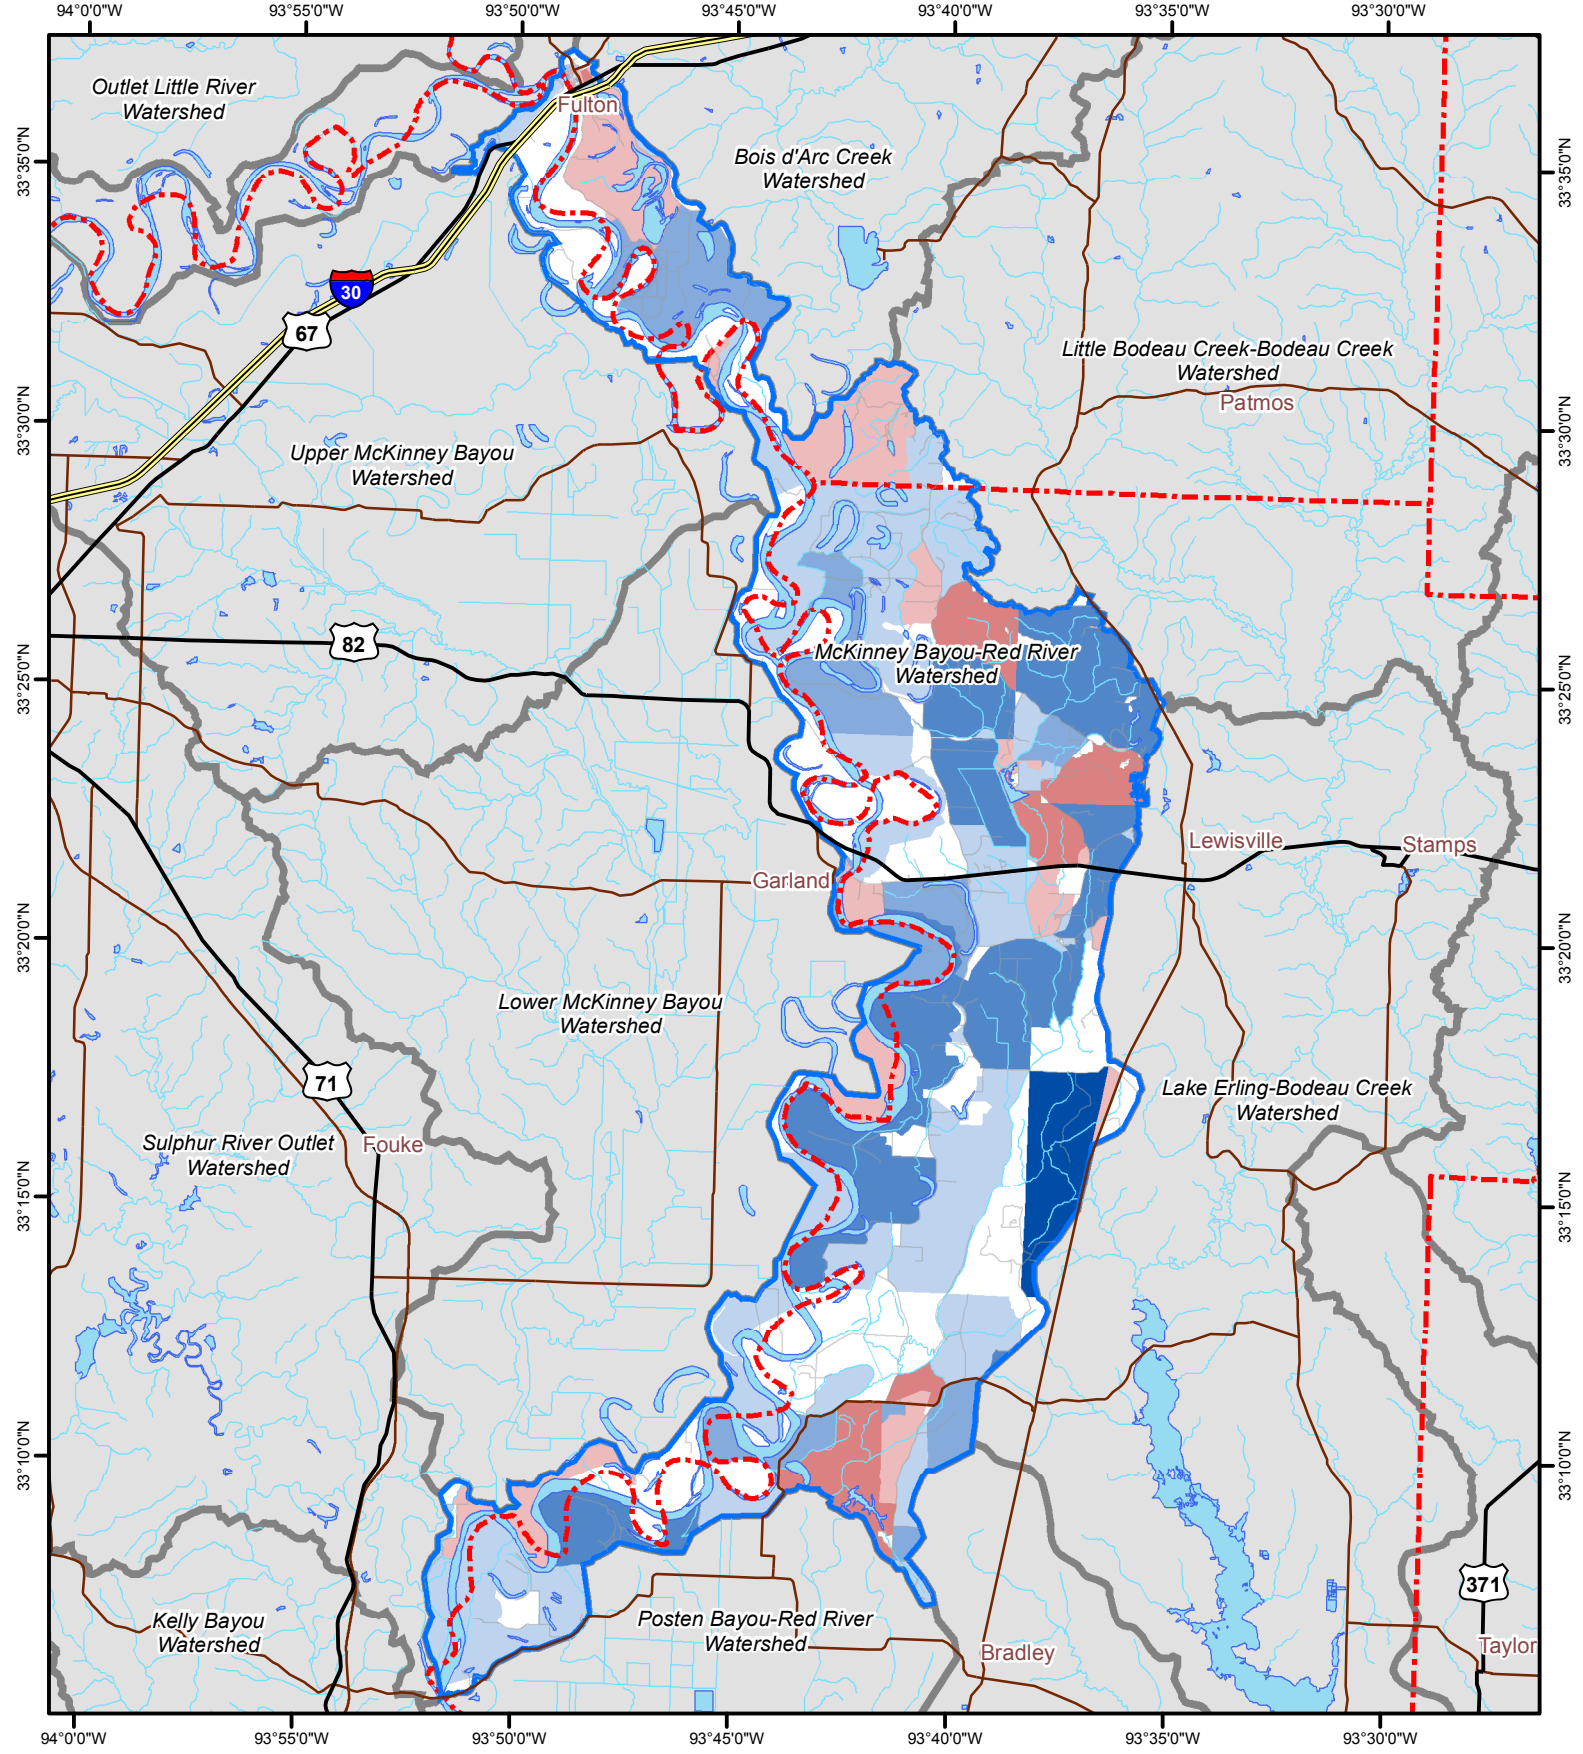 94°0'0"W
93°55'0"W
93°50'0"W
93°45'0"W
93°40'0"W
93°35'0"W
93°30'0"W
Outlet Little River
Watershed
Fulton
Bois d'Arc Creek
Watershed
33°35'0"N
33°35'0"N
30
67
Little Bodeau Creek-Bodeau Creek
Watershed
Patmos
33°30'0"N
33°30'0"N
Upper McKinney Bayou
Watershed
82
McKinney Bayou-Red River
Watershed
33°25'0"N
33°25'0"N
Lewisville
Stamps
Garland
33°20'0"N
33°20'0"N
Lower McKinney Bayou
Watershed
71
Lake Erling-Bodeau Creek
Watershed
Sulphur River Outlet
Watershed
Fouke
33°15'0"N
33°15'0"N
33°10'0"N
33°10'0"N
371
Kelly Bayou
Watershed
Posten Bayou-Red River
Watershed
Bradley
Taylor
94°0'0"W
93°55'0"W
93°50'0"W
93°45'0"W
93°40'0"W
93°35'0"W
93°30'0"W